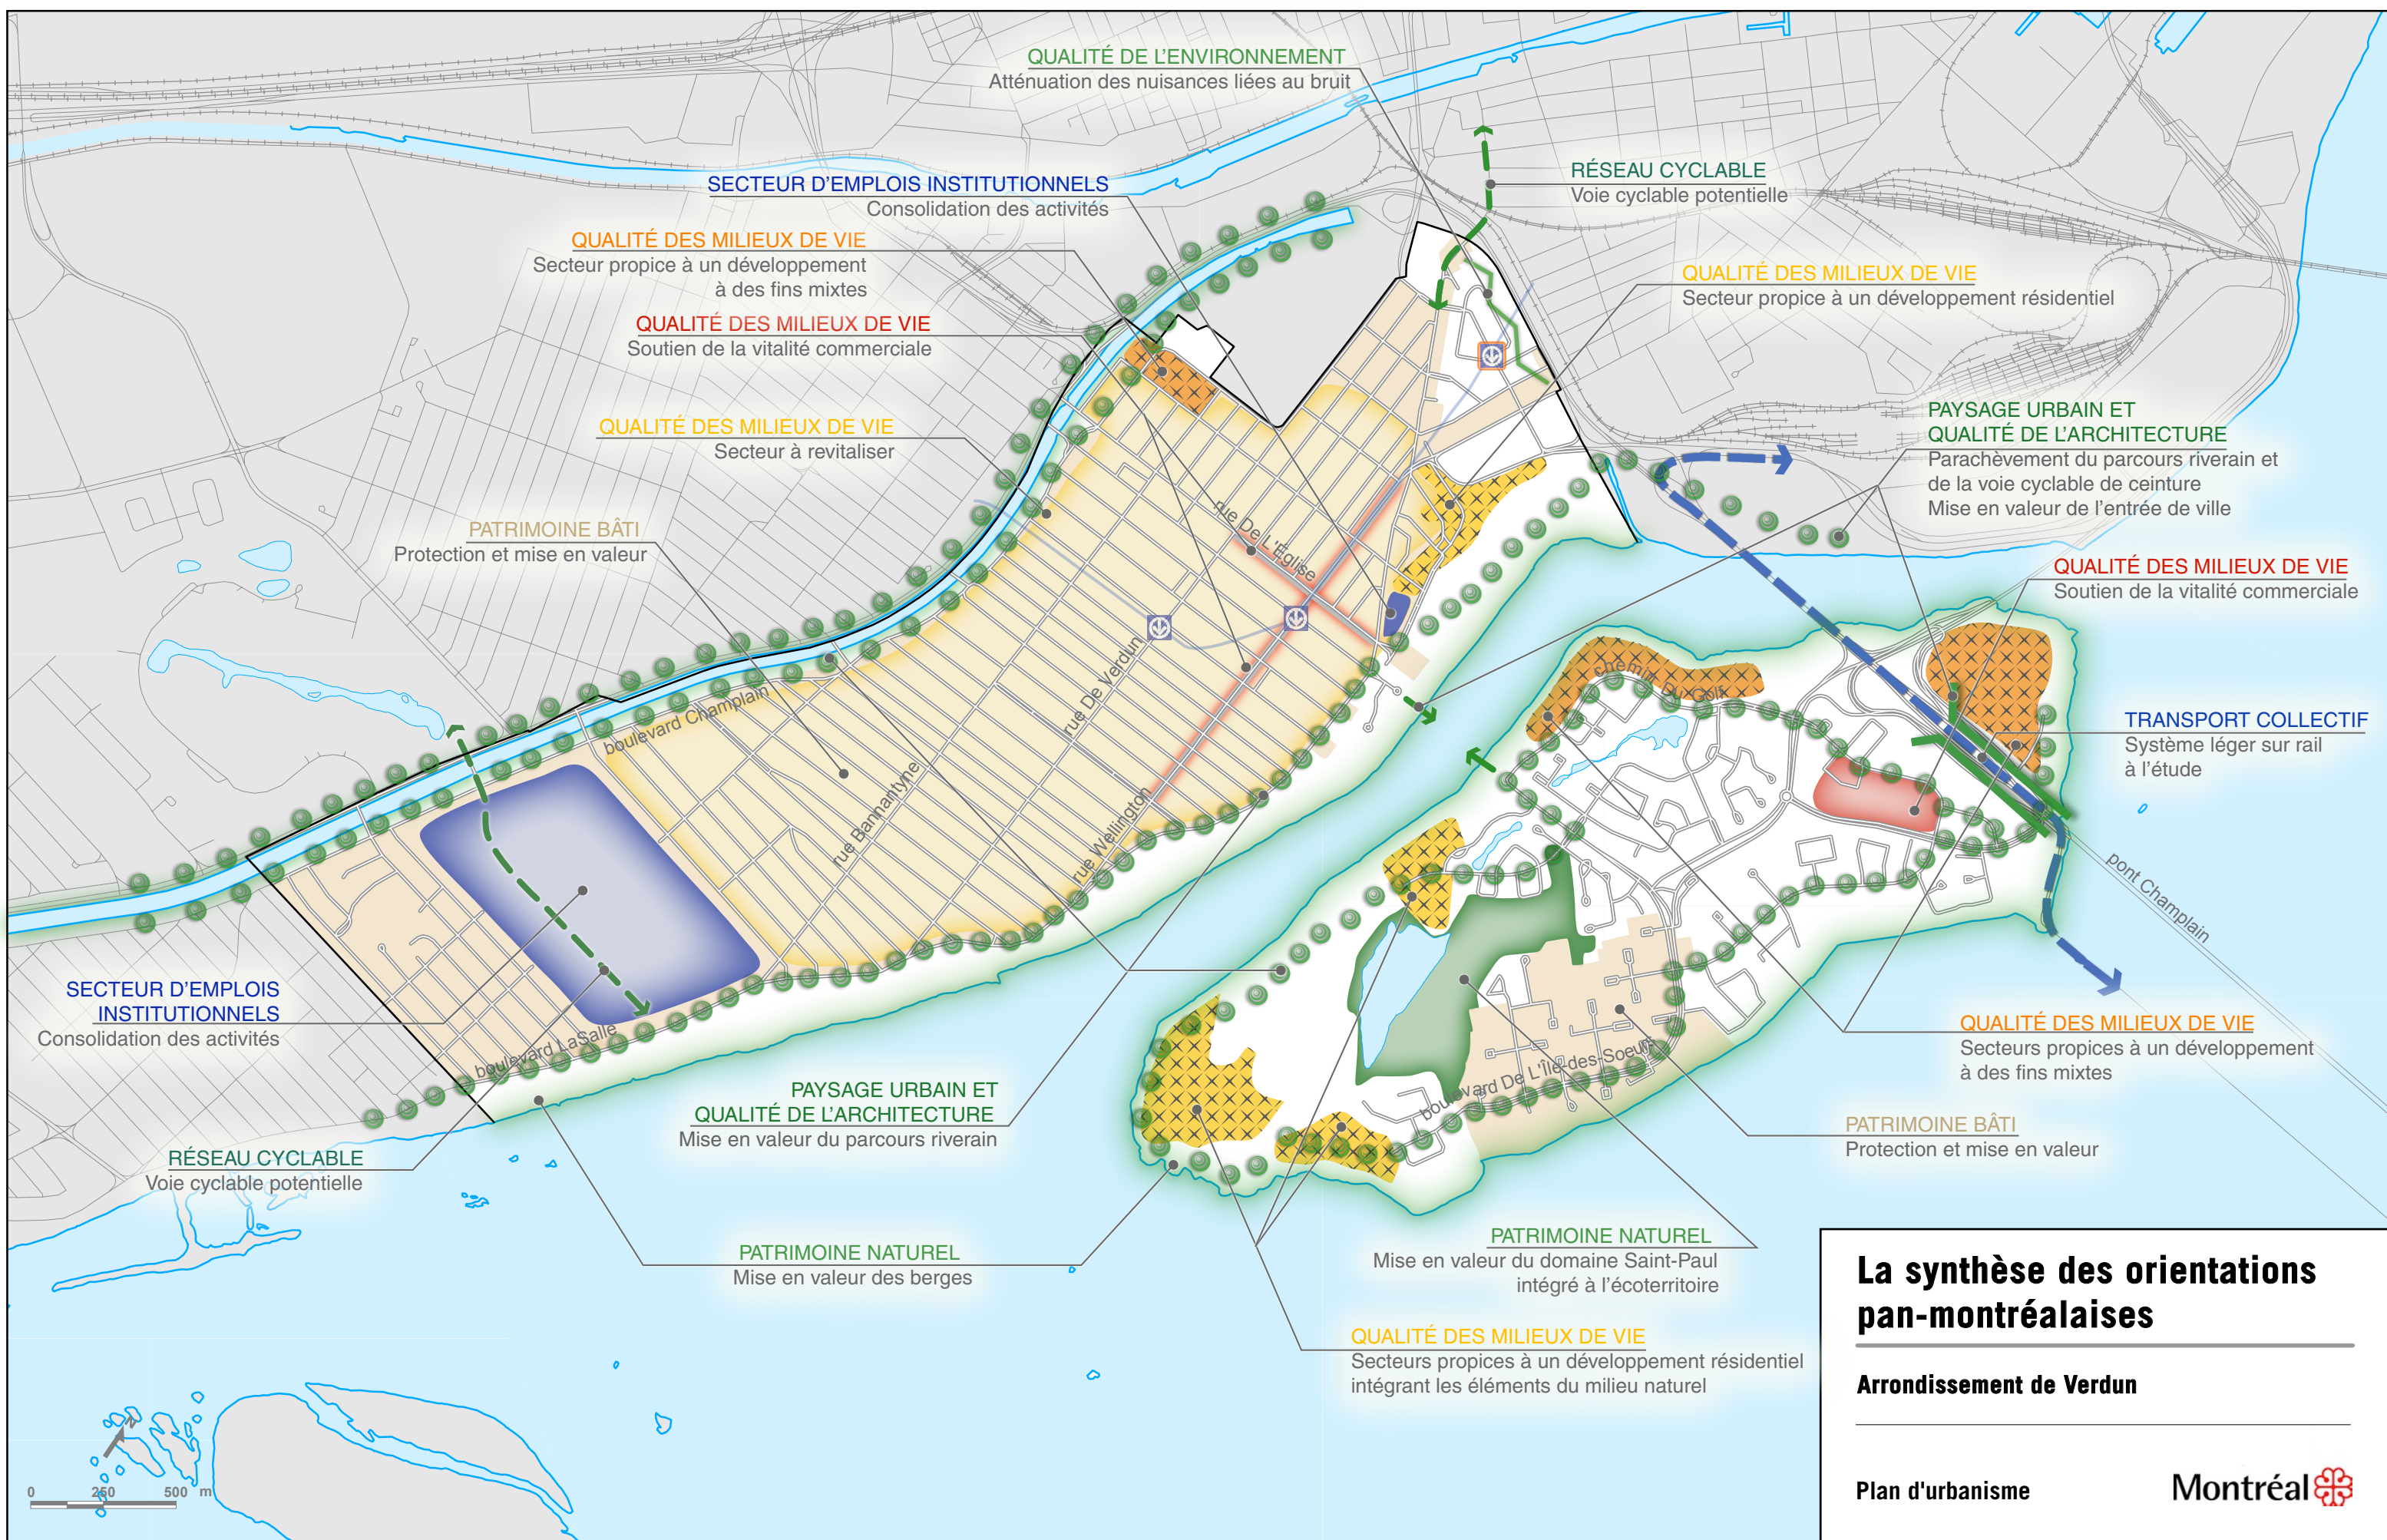 QUALITÉ DE L'ENVIRONNEMENT
Atténuation des nuisances liées au bruit
SECTEUR D'EMPLOIS INSTITUTIONNELS
Consolidation des activités
RÉSEAU CYCLABLE
Voie cyclable potentielle
QUALITÉ DES MILIEUX DE VIE
Secteur propice à un développement
à des fins mixtes
QUALITÉ DES MILIEUX DE VIE
Secteur propice à un développement résidentiel
QUALITÉ DES MILIEUX DE VIE
Soutien de la vitalité commerciale
QUALITÉ DES MILIEUX DE VIE
Secteur à revitaliser
PAYSAGE URBAIN ET
QUALITÉ DE L'ARCHITECTURE
Parachèvement du parcours riverain et
de la voie cyclable de ceinture
Mise en valeur de l'entrée de ville
PATRIMOINE BÂTI
Protection et mise en valeur
rue De L'Église
QUALITÉ DES MILIEUX DE VIE
Soutien de la vitalité commerciale
chemin Du Golf
rue De Verdun
boulevard Champlain
TRANSPORT COLLECTIF
Système léger sur rail
à l'étude
rue Bannantyne
rue Wellington
pont Champlain
SECTEUR D'EMPLOIS
INSTITUTIONNELS
Consolidation des activités
boulevard LaSalle
boulevard De L'Île-des-Soeurs
QUALITÉ DES MILIEUX DE VIE
Secteurs propices à un développement
à des fins mixtes
PAYSAGE URBAIN ET
QUALITÉ DE L'ARCHITECTURE
Mise en valeur du parcours riverain
PATRIMOINE BÂTI
Protection et mise en valeur
RÉSEAU CYCLABLE
Voie cyclable potentielle
PATRIMOINE NATUREL
Mise en valeur des berges
PATRIMOINE NATUREL
Mise en valeur du domaine Saint-Paul
intégré à l'écoterritoire
QUALITÉ DES MILIEUX DE VIE
Secteurs propices à un développement résidentiel
intégrant les éléments du milieu naturel
La synthèse des orientations
pan-montréalaises
Arrondissement de Verdun
Plan d'urbanisme
Montréal
N
0 250 500 m